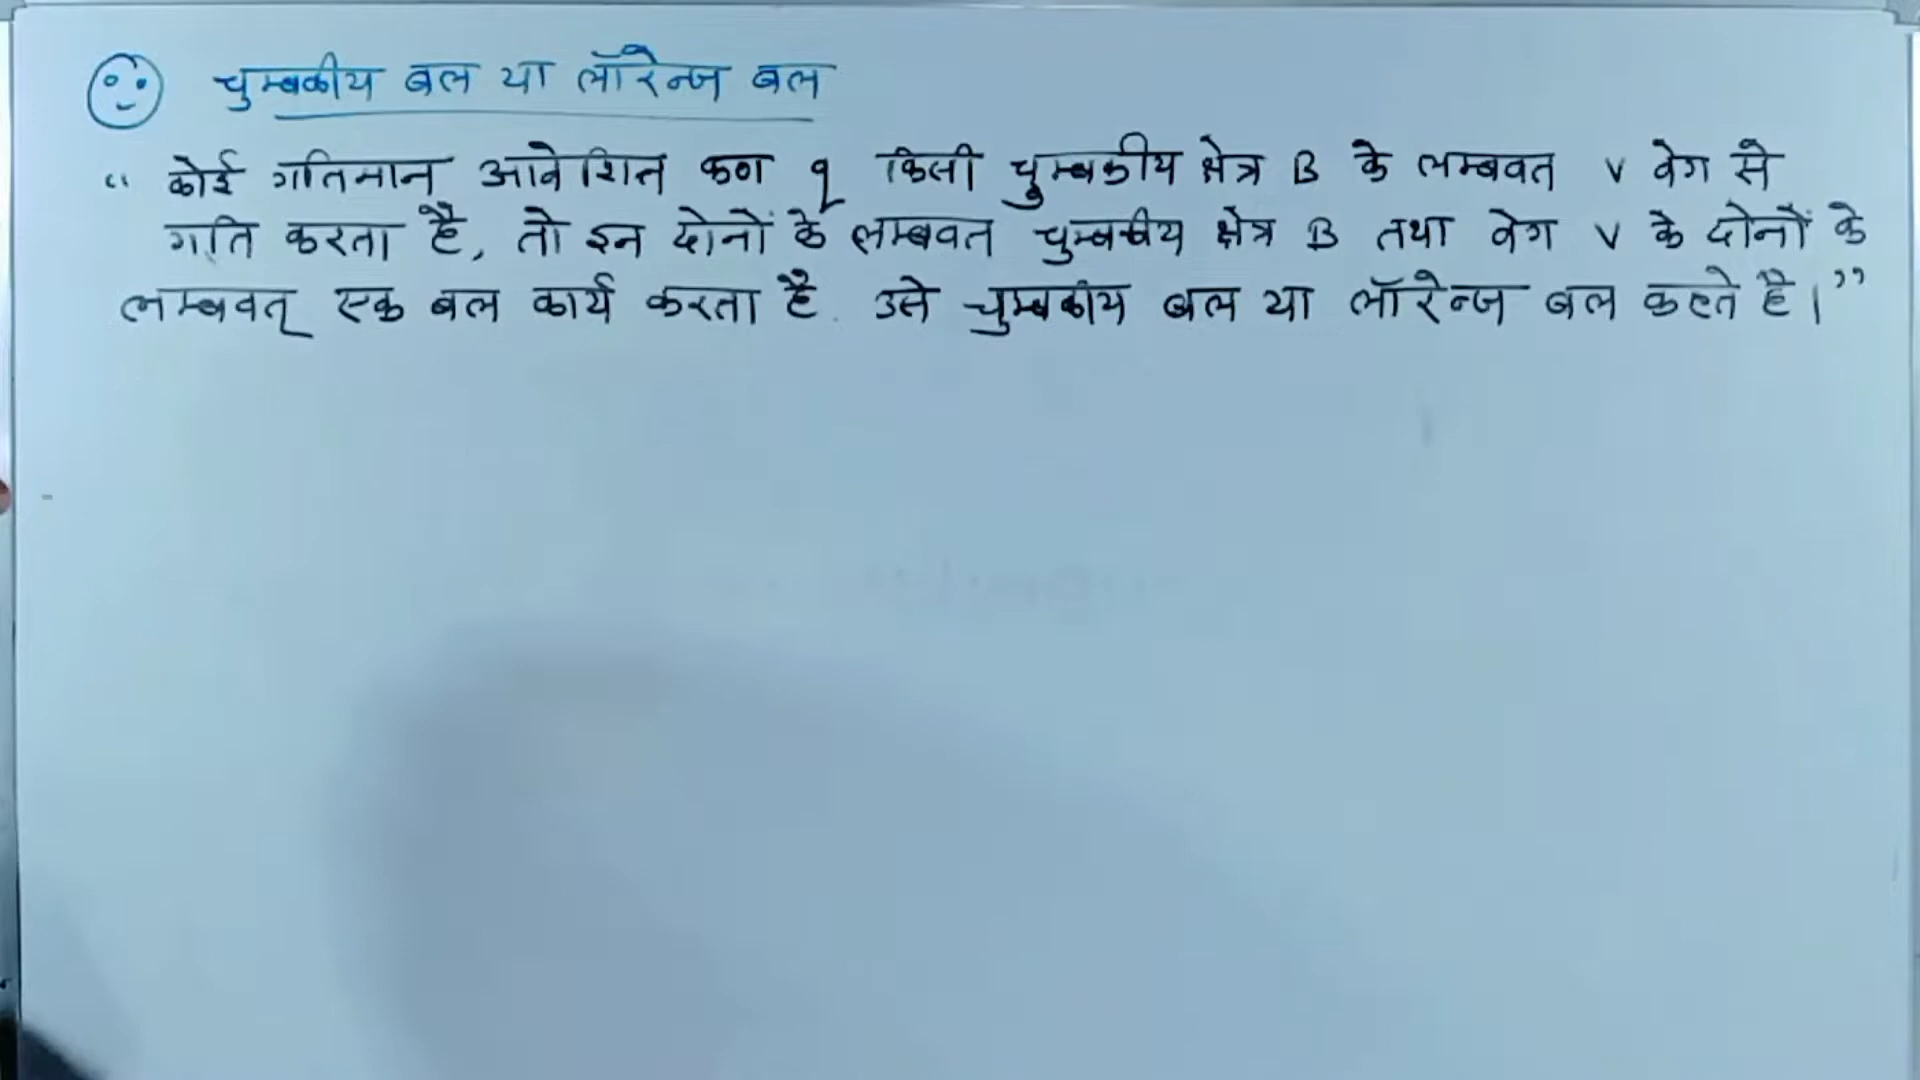 चुम्बकीय बल या लॉरेन्ज बल
“ कोई गतिमान आवेशित कण q किसी चुम्बकीय क्षेत्र B के लम्बवत v वेग से
गति करता है, तो इन दोनों के लम्बवत चुम्बकीय क्षेत्र B तथा वेग v के दोनों के
लम्बवत् एक बल कार्य करता है. उसे चुम्बकीय बल या लॉरेन्ज बल कहते है।”